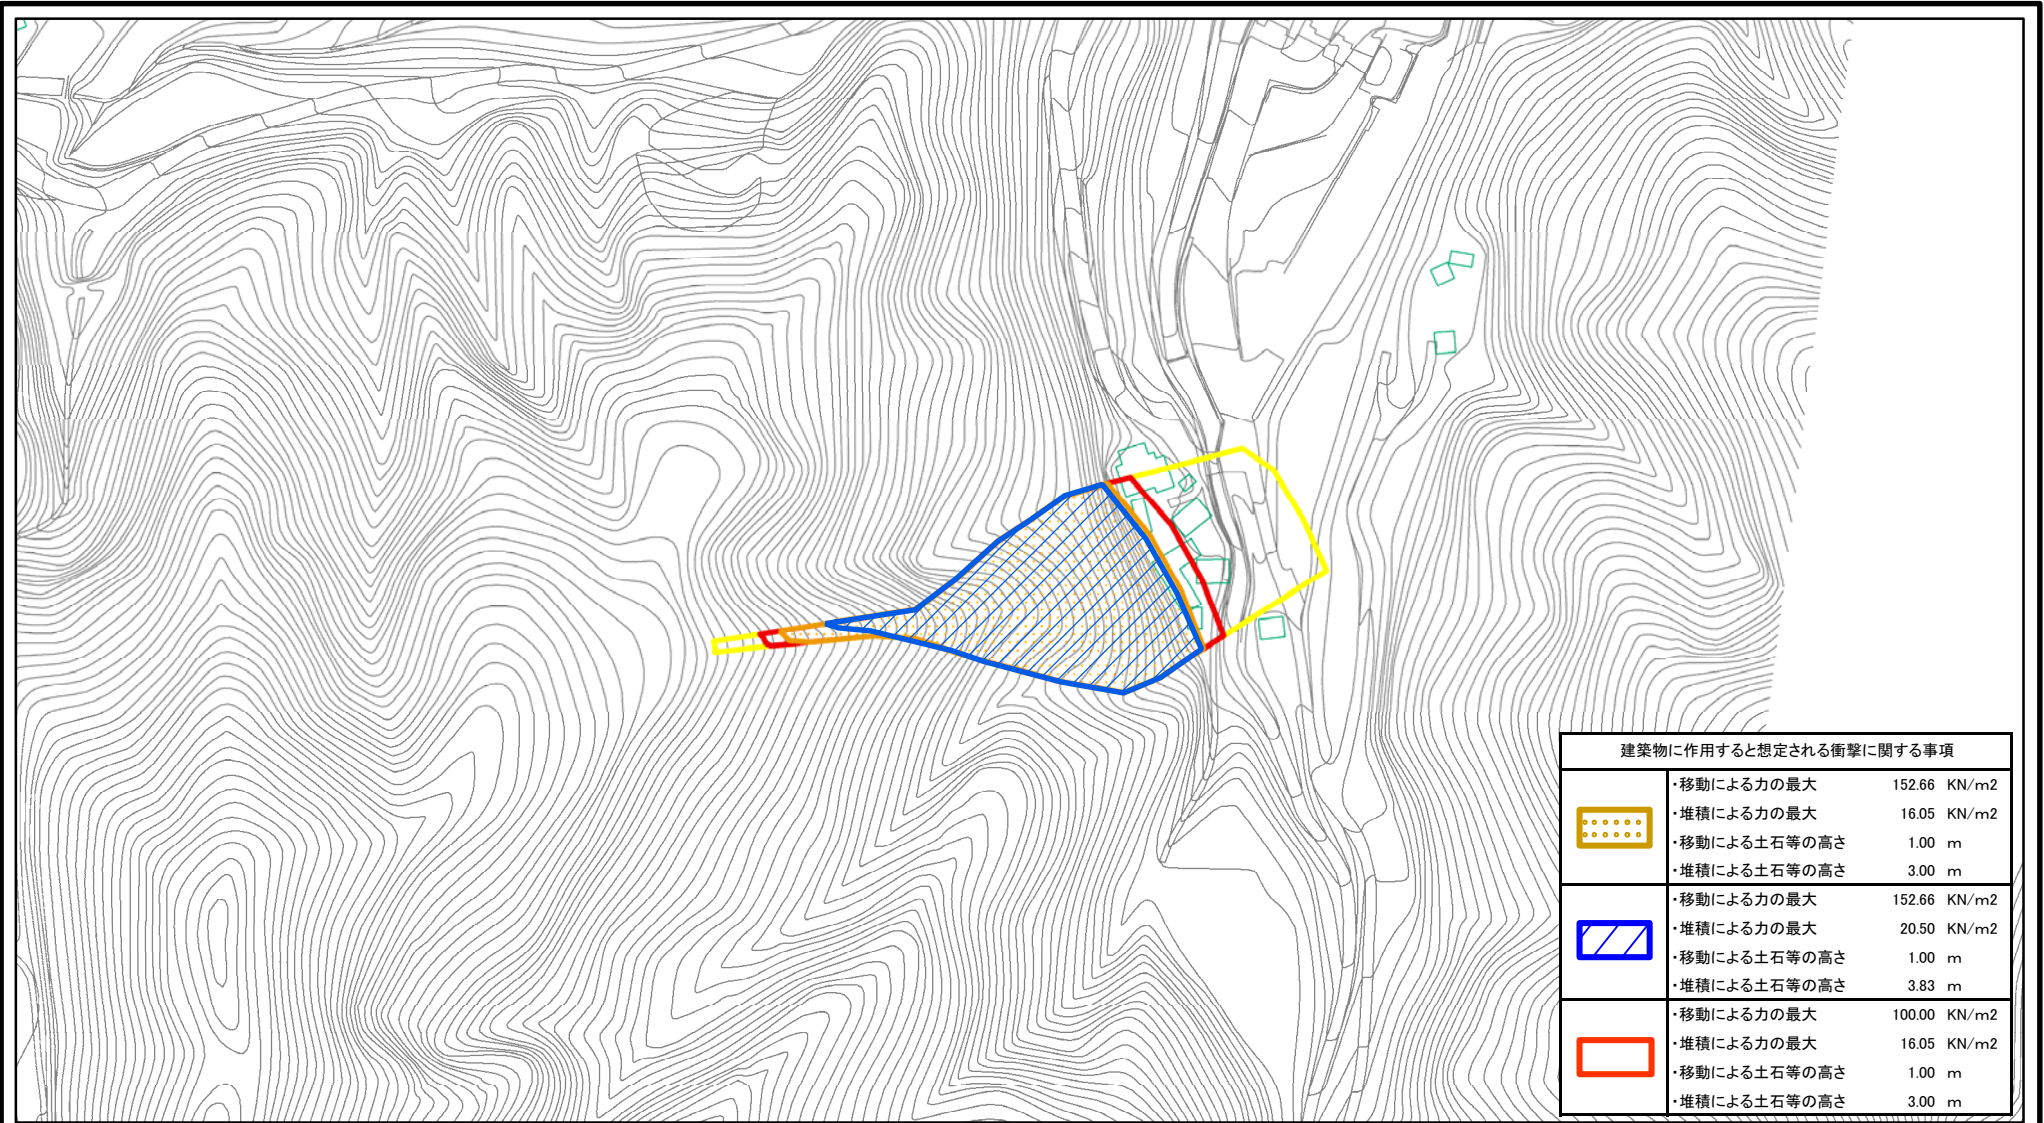 建築物に作用すると想定される衝撃に関する事項
・移動による力の最大 152.66 KN/m2
・堆積による力の最大 16.05 KN/m2
・移動による土石等の高さ 1.00 m
・堆積による土石等の高さ 3.00 m
・移動による力の最大 152.66 KN/m2
・堆積による力の最大 20.50 KN/m2
・移動による土石等の高さ 1.00 m
・堆積による土石等の高さ 3.83 m
・移動による力の最大 100.00 KN/m2
・堆積による力の最大 16.05 KN/m2
・移動による土石等の高さ 1.00 m
・堆積による土石等の高さ 3.00 m